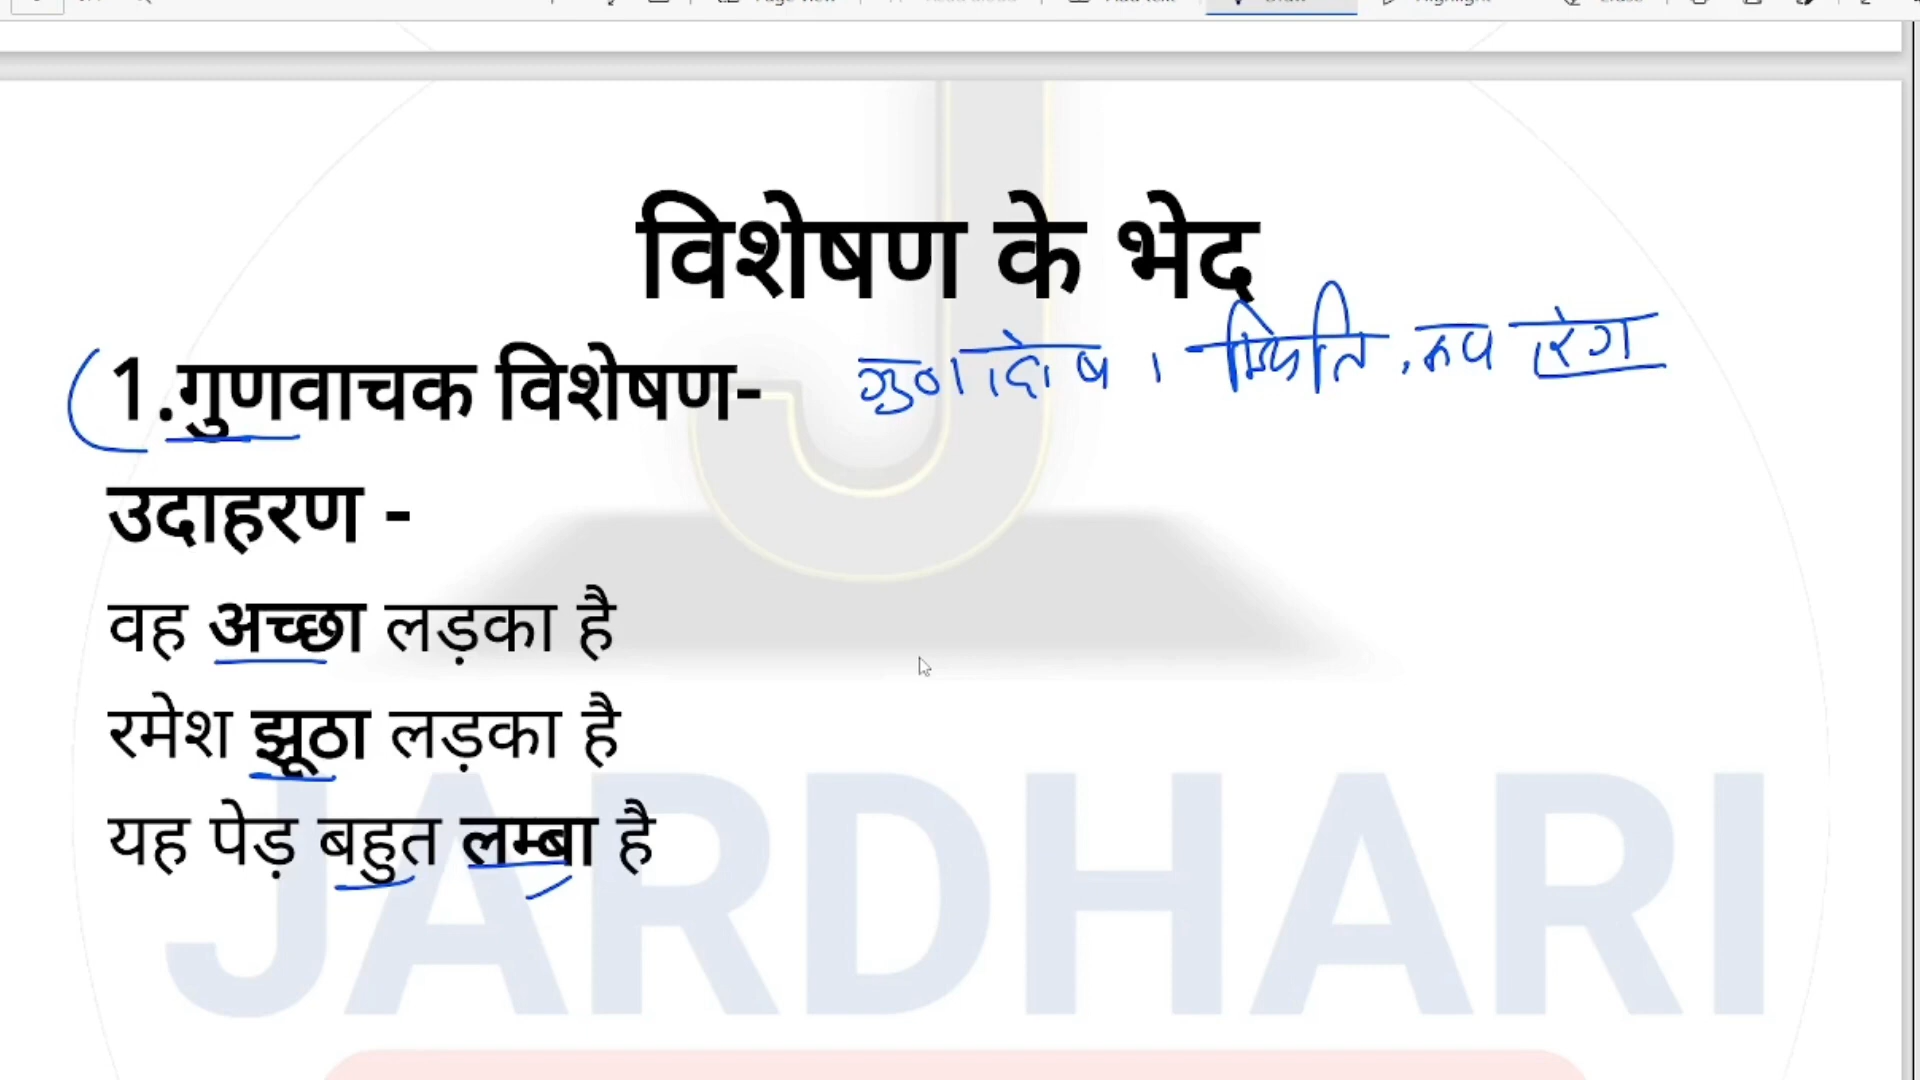 विशेषण के भेद
1.गुणवाचक विशेषण- गुण, दोष, स्थिति, रूप रंग
उदाहरण -
वह अच्छा लड़का है
रमेश झूठा लड़का है
यह पेड़ बहुत लम्बा है
JARDHARI